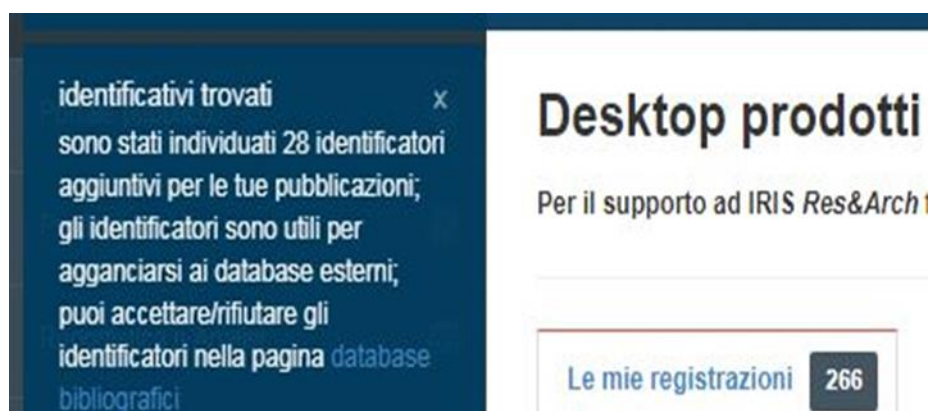 identificativi trovati
x
sono stati individuati 28 identificatori
aggiuntivi per le tue pubblicazioni;
gli identificatori sono utili per
agganciarsi ai database esterni;
puoi accettare/rifiutare gli
identificatori nella pagina database
bibliografici
Desktop prodotti
Per il supporto ad IRIS Res&Arch
Le mie registrazioni 266